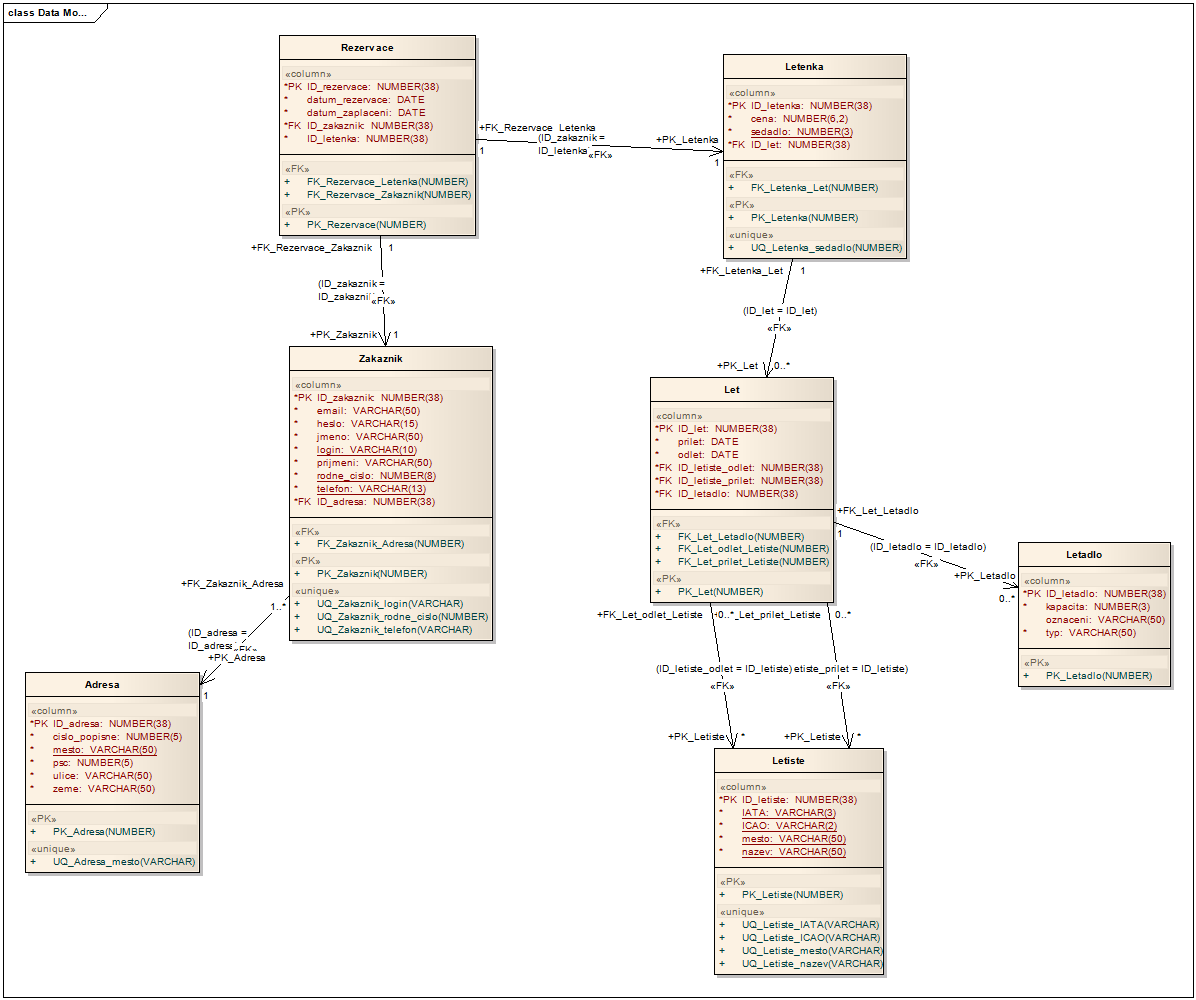 class Data Mo...
Rezervace
«column»
*PK ID_rezervace: NUMBER(38)
* datum_rezervace: DATE
* datum_zaplaceni: DATE
*FK ID_zakaznik: NUMBER(38)
* ID_letenka: NUMBER(38)
«FK»
+ FK_Rezervace_Letenka(NUMBER)
+ FK_Rezervace_Zakaznik(NUMBER)
«PK»
+ PK_Rezervace(NUMBER)
+FK_Rezervace_Letenka
1
(ID_zakaznik =
ID_letenka)
«FK»
+PK_Letenka
1
Letenka
«column»
*PK ID_letenka: NUMBER(38)
* cena: NUMBER(6,2)
* sedadlo: NUMBER(3)
*FK ID_let: NUMBER(38)
«FK»
+ FK_Letenka_Let(NUMBER)
«PK»
+ PK_Letenka(NUMBER)
«unique»
+ UQ_Letenka_sedadlo(NUMBER)
+FK_Rezervace_Zakaznik 1
(ID_zakaznik =
ID_zakaznik
«FK»
+PK_Zakaznik 1
+FK_Letenka_Let 1
(ID_let = ID_let)
«FK»
+PK_Let 0..*
Zakaznik
«column»
*PK ID_zakaznik: NUMBER(38)
* email: VARCHAR(50)
* heslo: VARCHAR(15)
* jmeno: VARCHAR(50)
* login: VARCHAR(10)
* prijmeni: VARCHAR(50)
* rodne_cislo: NUMBER(8)
* telefon: VARCHAR(13)
*FK ID_adresa: NUMBER(38)
«FK»
+ FK_Zakaznik_Adresa(NUMBER)
«PK»
+ PK_Zakaznik(NUMBER)
«unique»
+ UQ_Zakaznik_login(VARCHAR)
+ UQ_Zakaznik_rodne_cislo(NUMBER)
+ UQ_Zakaznik_telefon(VARCHAR)
Let
«column»
*PK ID_let: NUMBER(38)
* prilet: DATE
* odlet: DATE
*FK ID_letiste_odlet: NUMBER(38)
*FK ID_letiste_prilet: NUMBER(38)
*FK ID_letadlo: NUMBER(38)
«FK»
+ FK_Let_Letadlo(NUMBER)
+ FK_Let_odlet_Letiste(NUMBER)
+ FK_Let_prilet_Letiste(NUMBER)
«PK»
+ PK_Let(NUMBER)
+FK_Let_Letadlo
1
(ID_letadlo = ID_letadlo)
«FK»
+PK_Letadlo
0..*
Letadlo
«column»
*PK ID_letadlo: NUMBER(38)
* kapacita: NUMBER(3)
oznaceni: VARCHAR(50)
* typ: VARCHAR(50)
«PK»
+ PK_Letadlo(NUMBER)
+FK_Zakaznik_Adresa
1..*
(ID_adresa =
ID_adresa
«FK»
+PK_Adresa
1
+FK_Let_odlet_Letiste
+0..*_Let_prilet_Letiste
0..*
(ID_letiste_odlet = ID_letiste)
etiste_prilet = ID_letiste)
«FK»
«FK»
+PK_Letiste *
+PK_Letiste *
Adresa
«column»
*PK ID_adresa: NUMBER(38)
* cislo_popisne: NUMBER(5)
* mesto: VARCHAR(50)
* psc: NUMBER(5)
* ulice: VARCHAR(50)
* zeme: VARCHAR(50)
«PK»
+ PK_Adresa(NUMBER)
«unique»
+ UQ_Adresa_mesto(VARCHAR)
Letiste
«column»
*PK ID_letiste: NUMBER(38)
* IATA: VARCHAR(3)
* ICAO: VARCHAR(2)
* mesto: VARCHAR(50)
* nazev: VARCHAR(50)
«PK»
+ PK_Letiste(NUMBER)
«unique»
+ UQ_Letiste_IATA(VARCHAR)
+ UQ_Letiste_ICAO(VARCHAR)
+ UQ_Letiste_mesto(VARCHAR)
+ UQ_Letiste_nazev(VARCHAR)